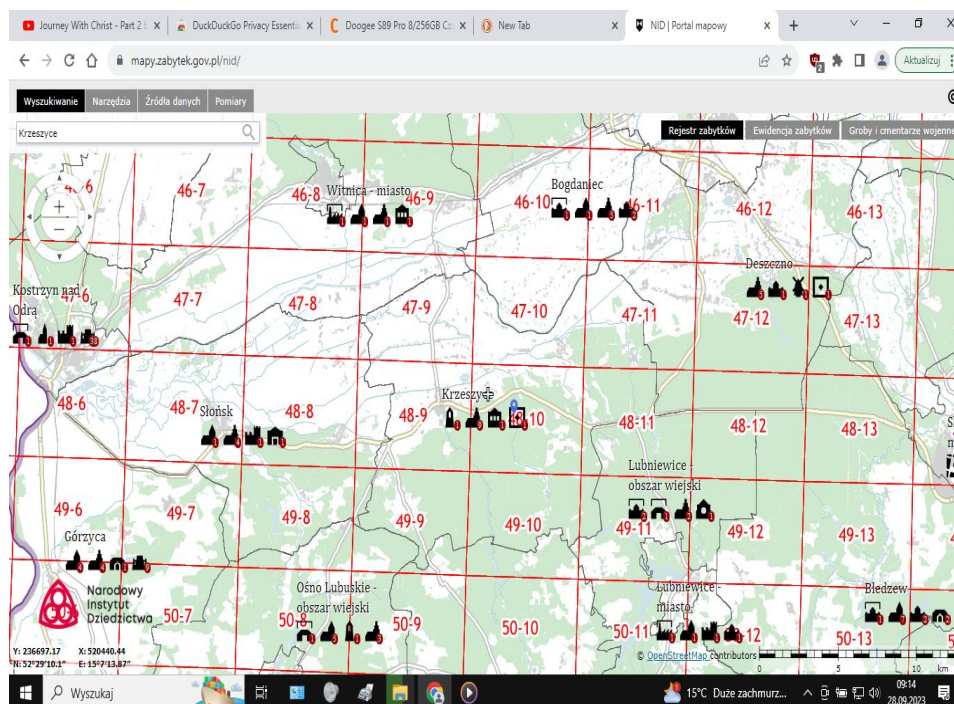 Journey With Christ - Part 2 b
DuckDuckGo Privacy Essentia
Doogee S89 Pro 8/256GB Cza
New Tab
NID | Portal mapowy
mapy.zabytek.gov.pl/nid/
Aktualizuj
Wyszukiwanie Narzędzia Źródła danych Pomiary
Krzeszyce
Rejestr zabytków Ewidencja zabytków Groby i cmentarze wojenne
46-7 46-8 46-9 46-10 46-11 46-12 46-13
Witnica - miasto
Bogdaniec
Deszczno
Kostrzyn nad
Odrą
47-6 47-7 47-8 47-9 47-10 47-11 47-12 47-13
Krzeszyce
Słońsk
48-6 48-7 48-8 48-9 48-10 48-11 48-12 48-13
Lubniewice -
obszar wiejski
49-6 49-7 49-8 49-9 49-10 49-11 49-12 49-13
Górzyca
Narodowy
Instytut
Dziedzictwa
Ośno Lubuskie -
obszar wiejski
Lubniewice -
miasto
Bledzew
50-7 50-8 50-9 50-10 50-11 50-13
Y: 236697.17 X: 520440.44
N: 52°29'10.1" E: 15°7'13.87"
© OpenStreetMap contributors
0 5 10
km
Wyszukaj
15°C Duże zachmurz...
09:14
28.09.2023